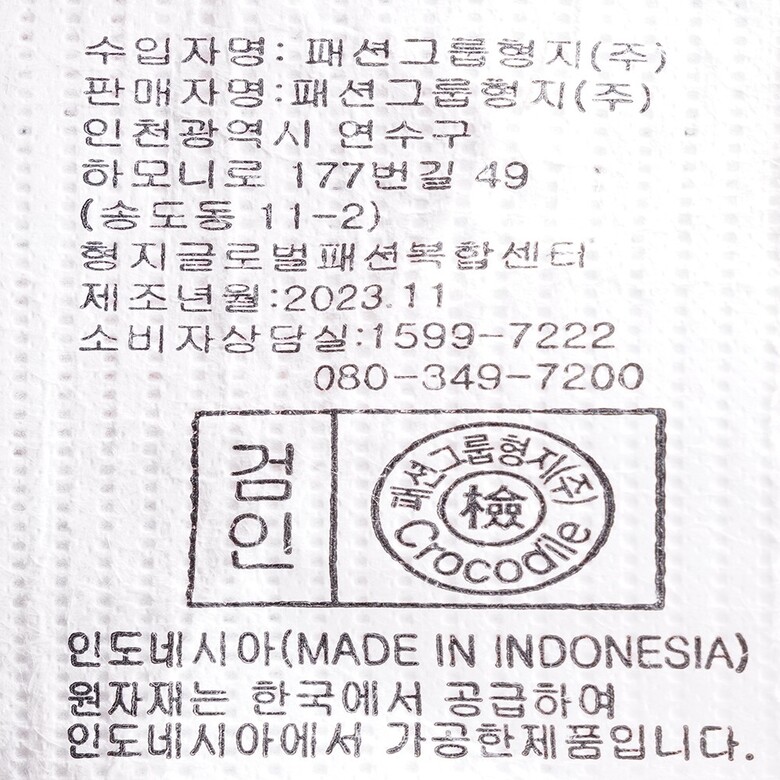 수입자명: 패션그룹형지(주)
판매자명:패션그룹형지(주)
인천광역시 연수구
하모니로 177번길 49
(송도동 11-2)
형지글로벌패션복합센터
제조년월:2023.11
소비자상담실:1599-7222
080-349-7200
검인
패션그룹형지(주)
檢
Crocodile
인도네시아(MADE IN INDONESIA)
원자재는 한국에서 공급하여
인도네시아에서 가공한제품입니다.